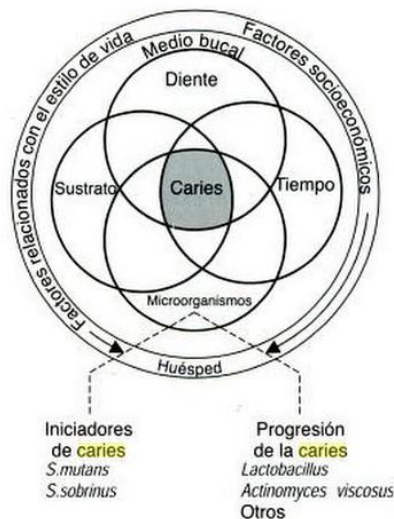 Factores relacionados con el estilo de vida
Factores socioeconómicos
Medio bucal
Diente
Sustrato
Caries
Tiempo
Microorganismos
Huésped
Iniciadores
de caries
S.mutans
S.sobrinus
Progresión
de la caries
Lactobacillus
Actinomyces viscosus
Otros